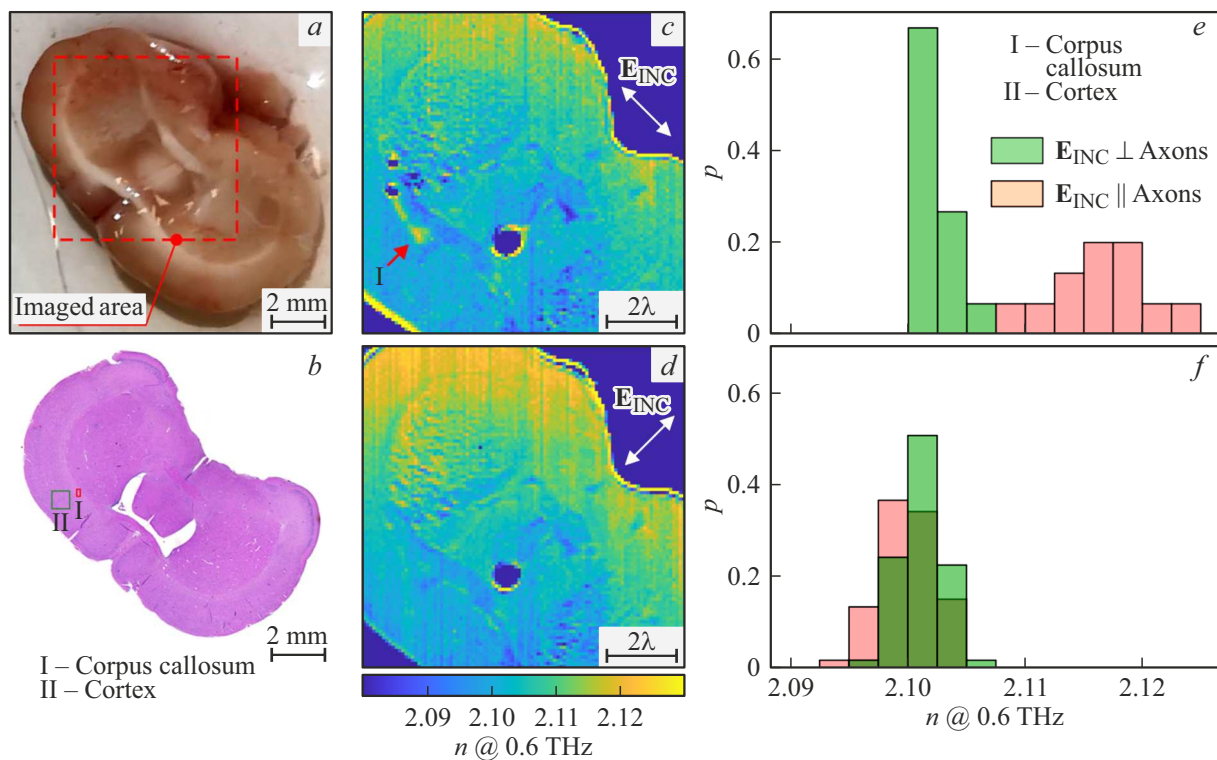 a
Imaged area
2 mm
b
II
I
2 mm
I – Corpus callosum
II – Cortex
c
E_INC
I
2λ
d
E_INC
2λ
2.09 2.10 2.11 2.12
n @ 0.6 THz
e
I – Corpus
callosum
II – Cortex
E_INC ⊥ Axons
E_INC || Axons
p
0.6
0.4
0.2
0
f
p
0.6
0.4
0.2
0
2.09 2.10 2.11 2.12
n @ 0.6 THz